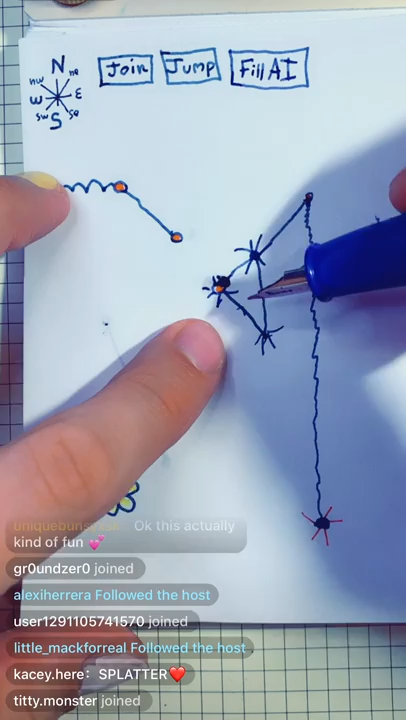 N
nw ne
W E
sw se
S
Join Jump Fill AI
Ok this actually
kind of fun 💕
gr0undzer0 joined
alexiherrera Followed the host
user1291105741570 joined
little_mackforreal Followed the host
kacey.here: SPLATTER❤️
titty.monster joined